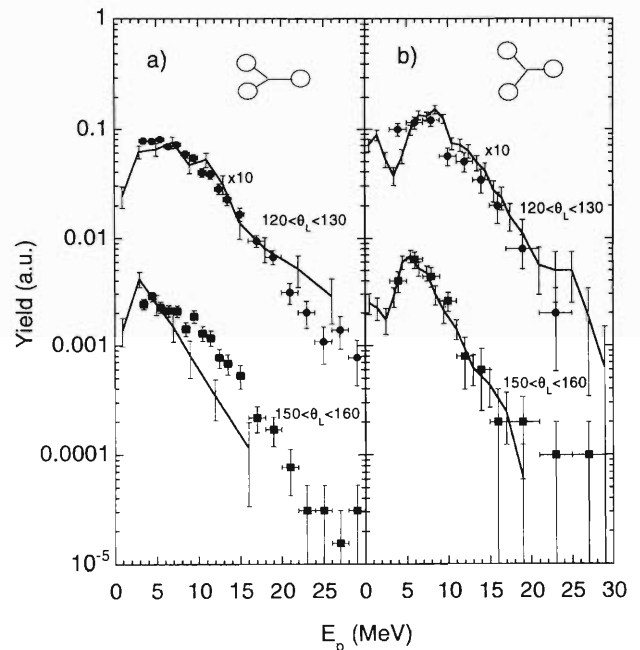 1
0.1
0.01
0.001
0.0001
10⁻⁵
Yield (a.u.)
a)
x10
120<θL<130
150<θL<160
0 5 10 15 20 25
b)
x10
120<θL<130
150<θL<160
0 5 10 15 20 25 30
Ep (MeV)